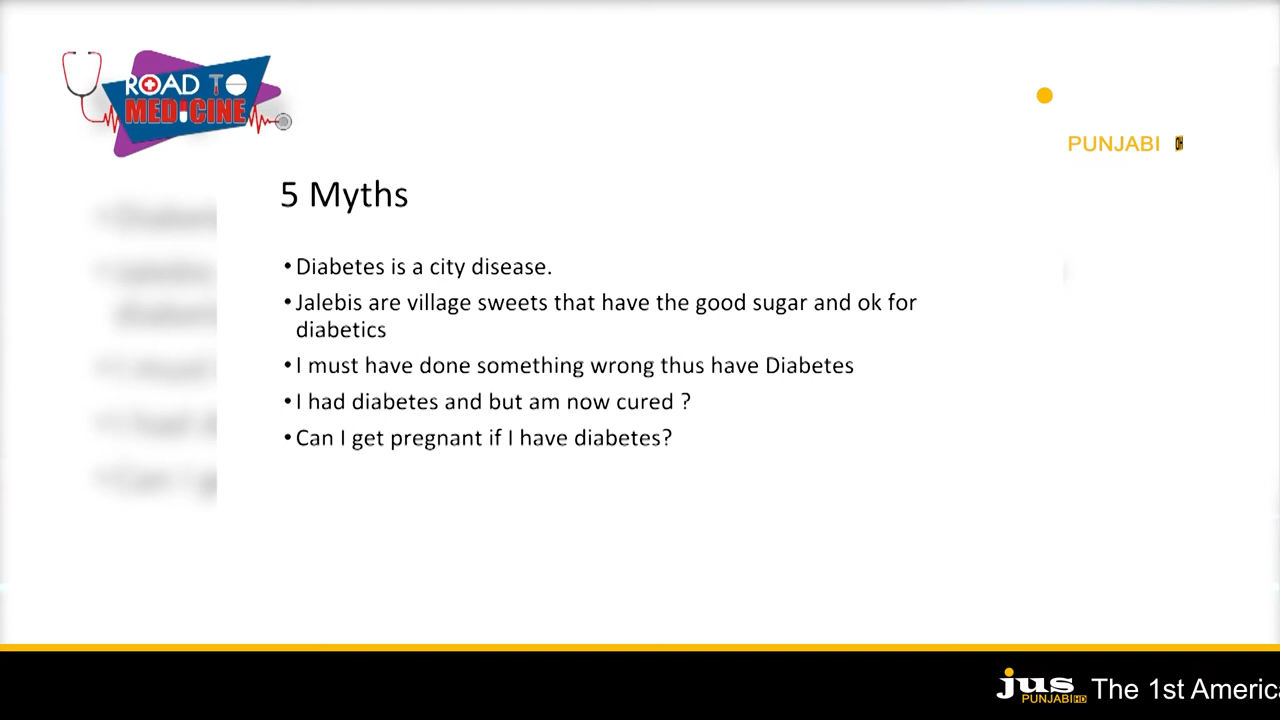 ROAD TO
MEDICINE
PUNJABI
5 Myths
• Diabetes is a city disease.
• Jalebis are village sweets that have the good sugar and ok for
diabetics
• I must have done something wrong thus have Diabetes
• I had diabetes and but am now cured ?
• Can I get pregnant if I have diabetes?
jus
PUNJABI HD
The 1st America